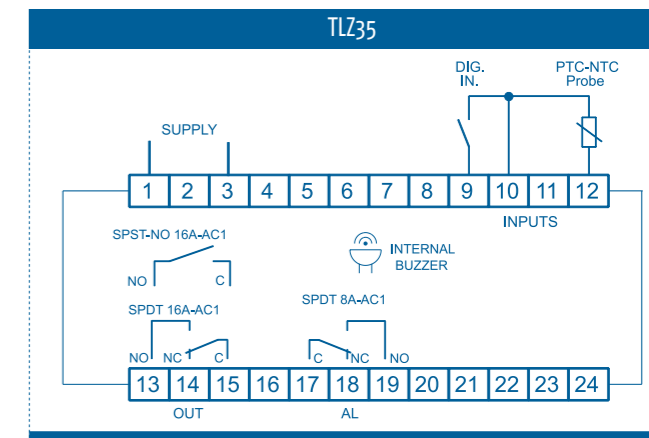 TLZ35
DIG. IN.
PTC-NTC Probe
SUPPLY
1 2 3 4 5 6 7 8 9 10 11 12
INPUTS
SPST-NO 16A-AC1
INTERNAL BUZZER
NO C
SPDT 16A-AC1
SPDT 8A-AC1
NO NC C C NC NO
13 14 15 16 17 18 19 20 21 22 23 24
OUT AL